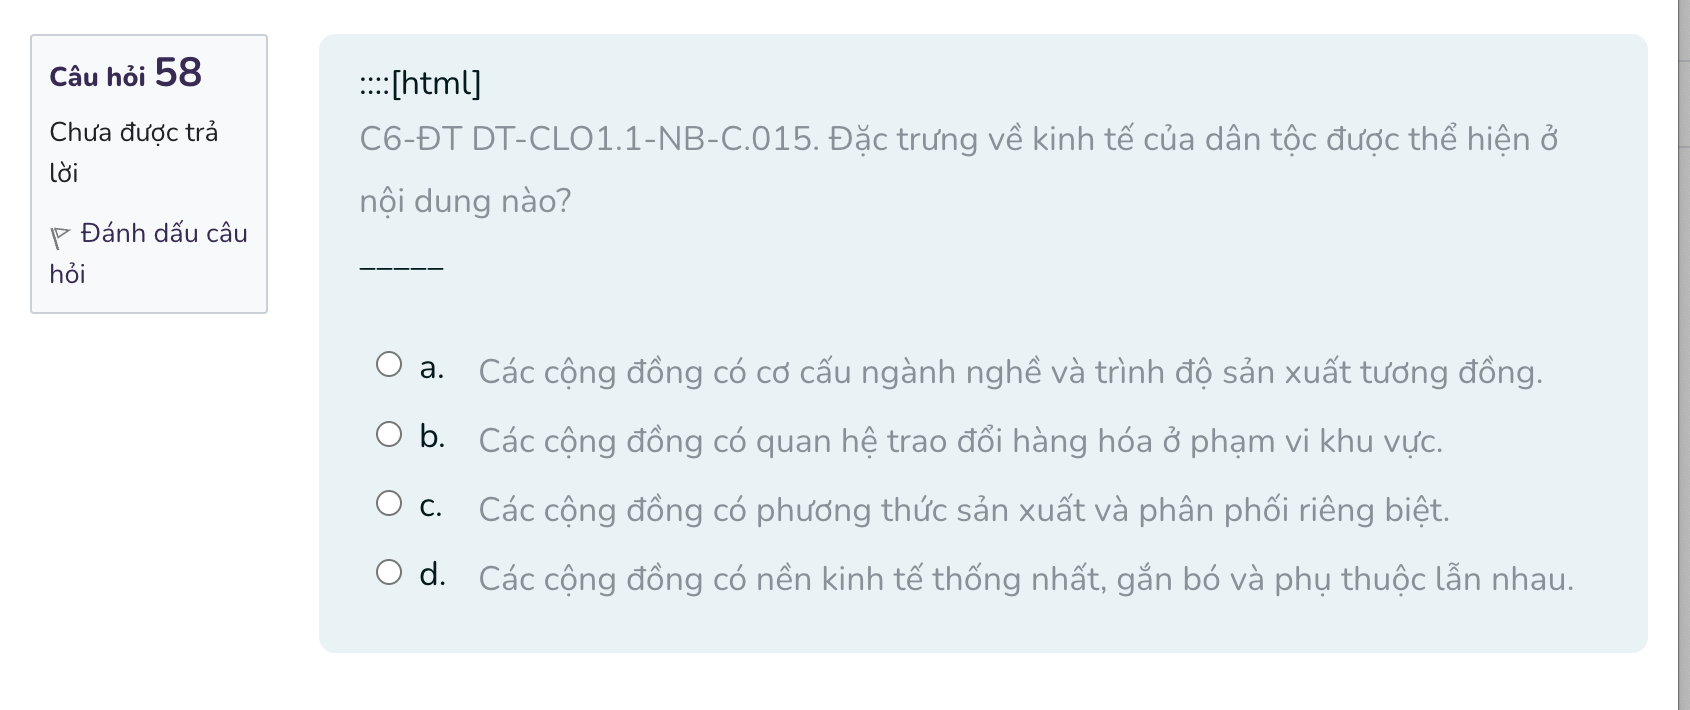 Câu hỏi 58
Chưa được trả
lời
Đánh dấu câu
hỏi
::::[html]
C6-ĐT DT-CLO1.1-NB-C.015. Đặc trưng về kinh tế của dân tộc được thể hiện ở
nội dung nào?
_____
a. Các cộng đồng có cơ cấu ngành nghề và trình độ sản xuất tương đồng.
b. Các cộng đồng có quan hệ trao đổi hàng hóa ở phạm vi khu vực.
c. Các cộng đồng có phương thức sản xuất và phân phối riêng biệt.
d. Các cộng đồng có nền kinh tế thống nhất, gắn bó và phụ thuộc lẫn nhau.